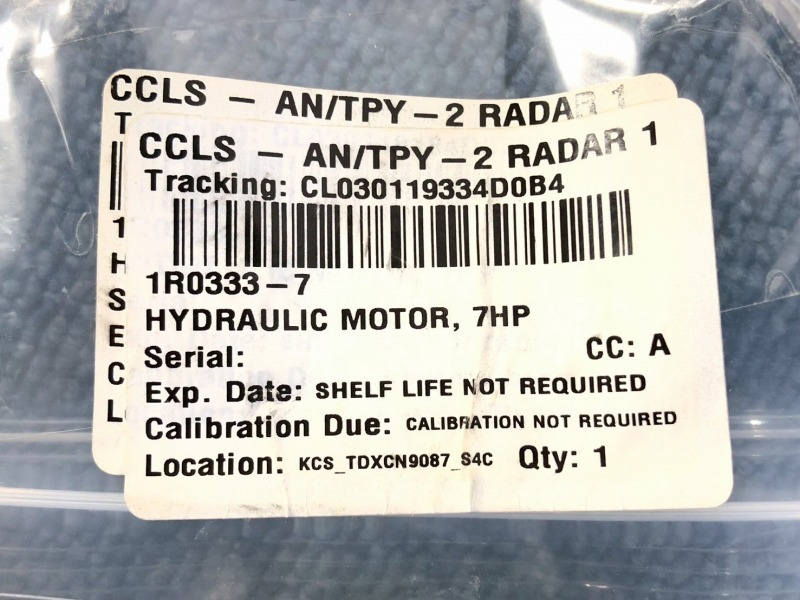 CCLS – AN/TPY–2 RADAR 1
T
1
H
S
E
C
L
CCLS – AN/TPY–2 RADAR 1
Tracking: CL030119334D0B4
1R0333–7
HYDRAULIC MOTOR, 7HP
Serial: CC: A
Exp. Date: SHELF LIFE NOT REQUIRED
Calibration Due: CALIBRATION NOT REQUIRED
Location: KCS_TDXCN9087_S4C Qty: 1